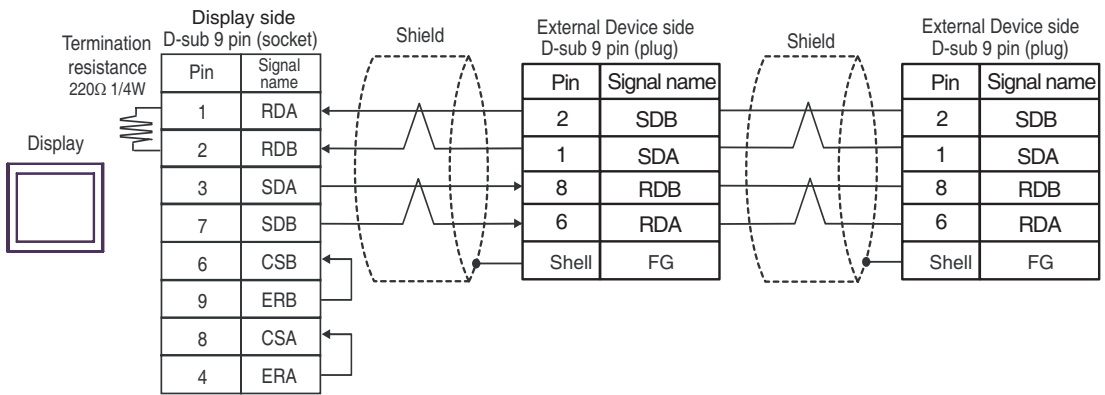 Display
Termination
resistance
220Ω 1/4W
Display side
D-sub 9 pin (socket)
Pin Signal name
1 RDA
2 RDB
3 SDA
7 SDB
6 CSB
9 ERB
8 CSA
4 ERA
Shield
External Device side
D-sub 9 pin (plug)
Pin Signal name
2 SDB
1 SDA
8 RDB
6 RDA
Shell FG
Shield
External Device side
D-sub 9 pin (plug)
Pin Signal name
2 SDB
1 SDA
8 RDB
6 RDA
Shell FG